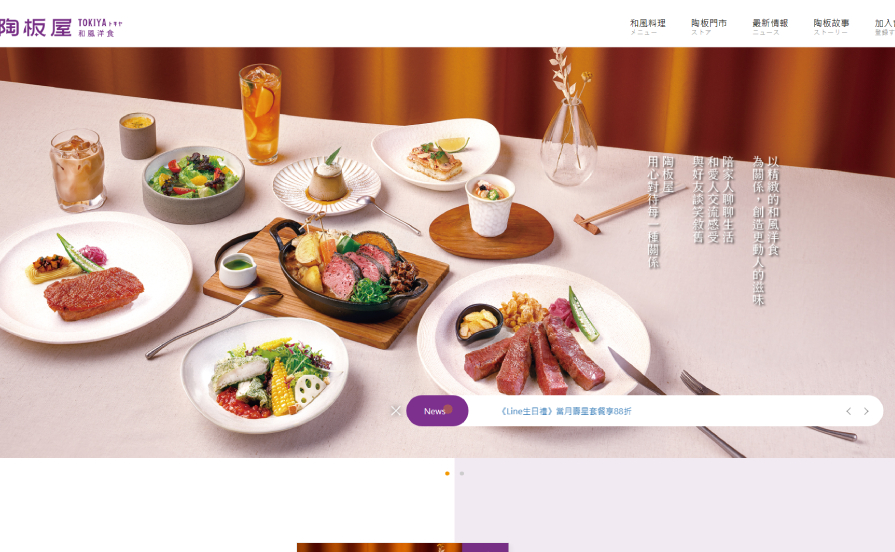 陶板屋
TOKIYAトキヤ
和風洋食
和風料理
メニュー
陶板門市
ストア
最新情報
ニュース
陶板故事
ストーリー
加入
登録す
以精緻的和風洋食
為關係，創造更動人的滋味
陪家人聊聊生活
和愛人交流感受
與好友談笑敘舊
陶板屋
用心對待每一種關係
News
《Line生日禮》當月壽星套餐享88折